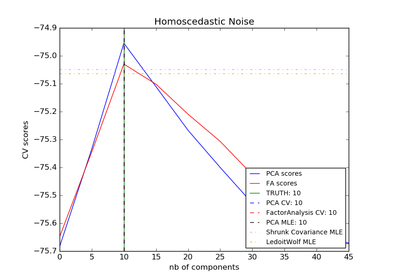 Homoscedastic Noise
CV scores
−74.9
−75.0
−75.1
−75.2
−75.3
−75.4
−75.5
−75.6
−75.7
0 5 10 15 20 25 30 35 40 45
nb of components
PCA scores
FA scores
TRUTH: 10
PCA CV: 10
FactorAnalysis CV: 10
PCA MLE: 10
Shrunk Covariance MLE
LedoitWolf MLE